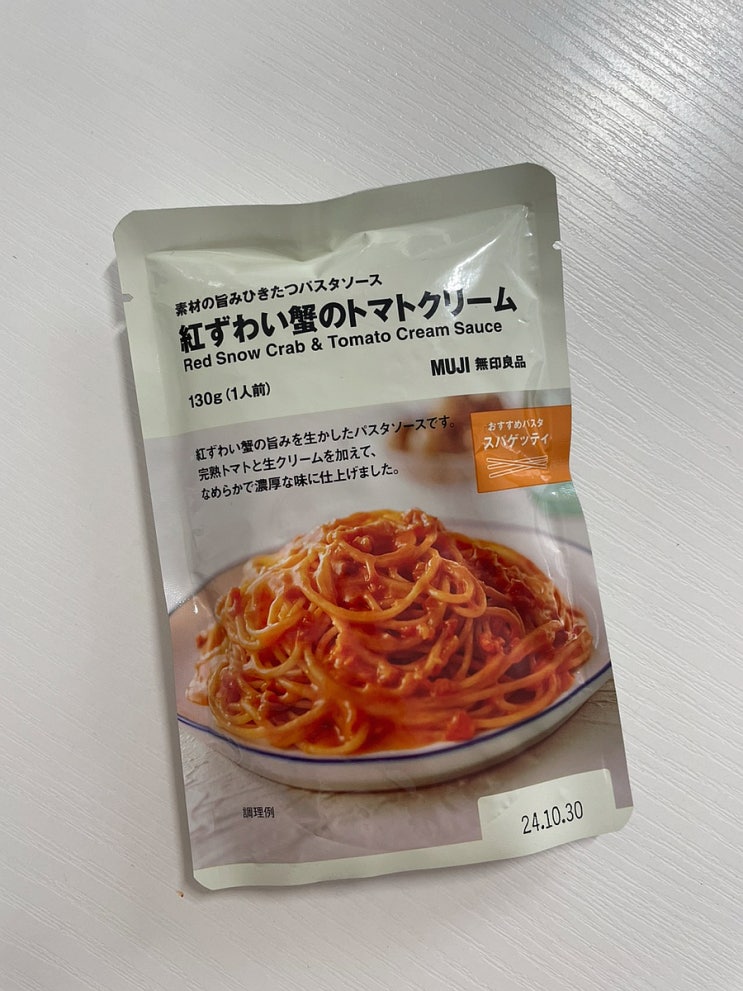 素材の旨みひきたつパスタソース
紅ずわい蟹のトマトクリーム
Red Snow Crab & Tomato Cream Sauce
MUJI 無印良品
130g（1人前）
紅ずわい蟹の旨みを生かしたパスタソースです。
完熟トマトと生クリームを加えて、
なめらかで濃厚な味に仕上げました。
おすすめパスタ
スパゲッティ
調理例
24.10.30